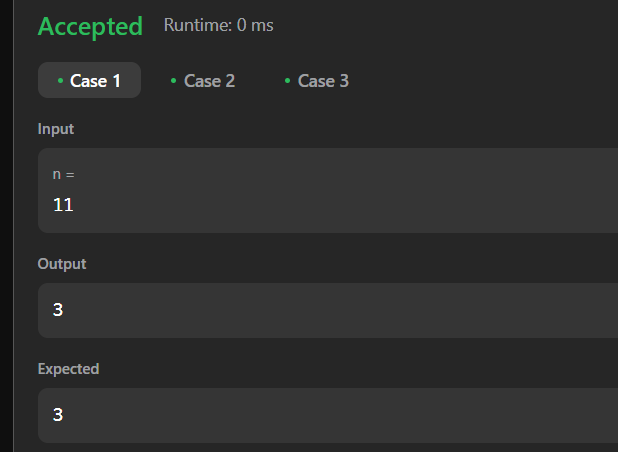 Accepted Runtime: 0 ms
• Case 1 • Case 2 • Case 3
Input
n =
11
Output
3
Expected
3